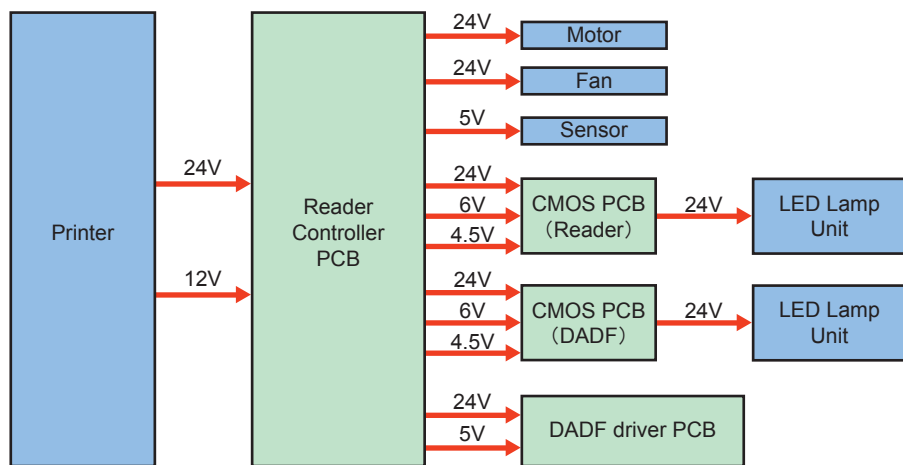 Printer
24V
12V
Reader
Controller
PCB
24V
Motor
24V
Fan
5V
Sensor
24V
6V
4.5V
CMOS PCB
（Reader）
24V
LED Lamp
Unit
24V
6V
4.5V
CMOS PCB
（DADF）
24V
LED Lamp
Unit
24V
5V
DADF driver PCB